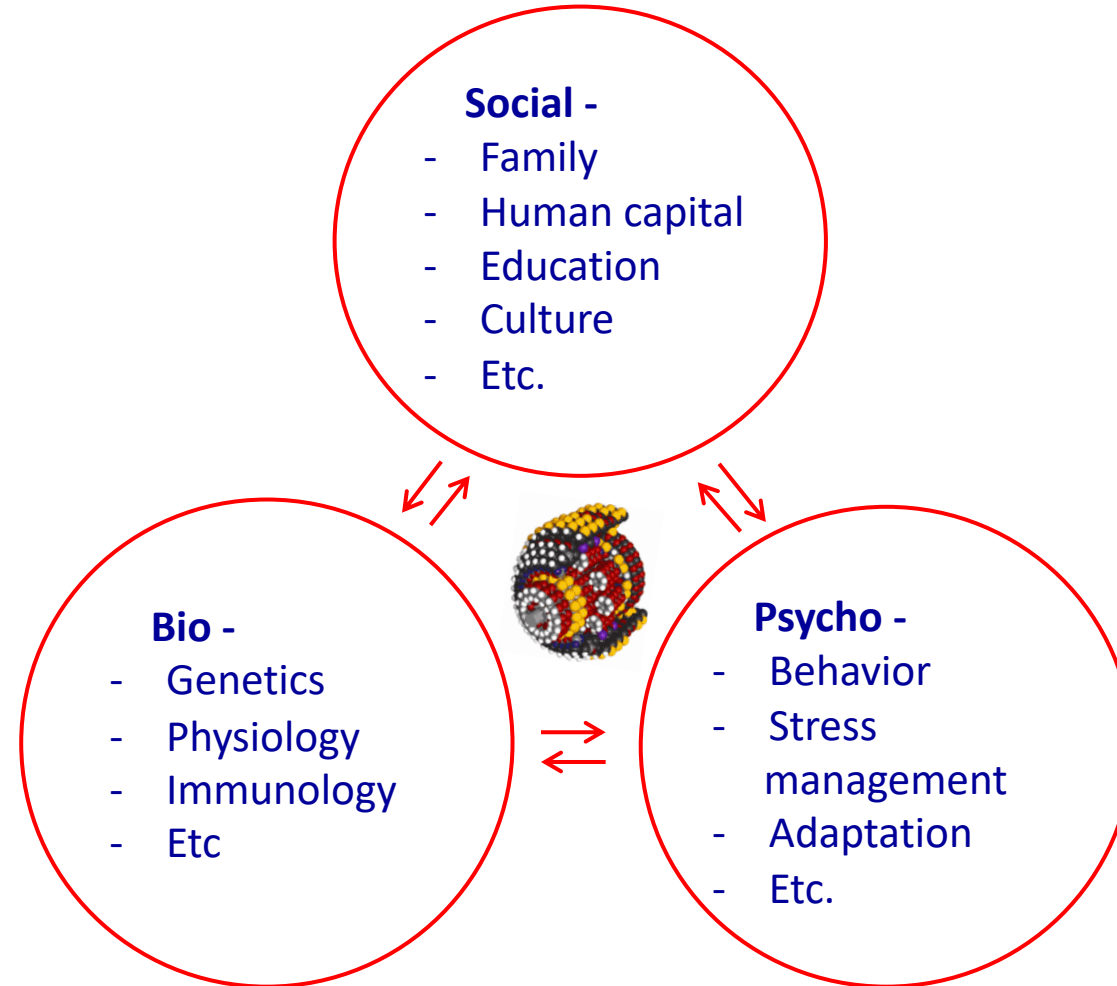 Social -
- Family
- Human capital
- Education
- Culture
- Etc.
Bio -
- Genetics
- Physiology
- Immunology
- Etc
Psycho -
- Behavior
- Stress
management
- Adaptation
- Etc.